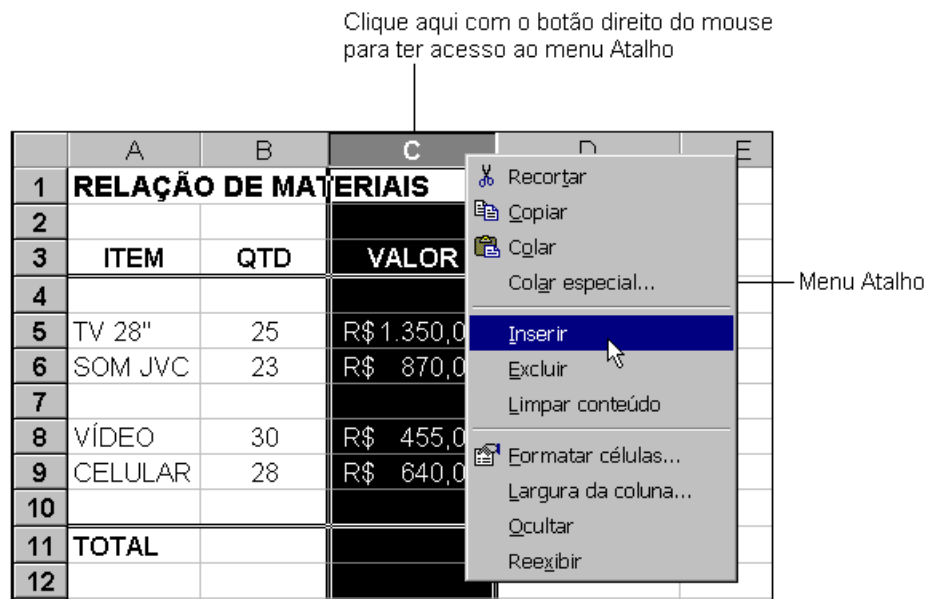 Clique aqui com o botão direito do mouse
para ter acesso ao menu Atalho
A B C D E
1 RELAÇÃO DE MATERIAIS
2
3 ITEM QTD VALOR
4
5 TV 28" 25 R$ 1.350,0
6 SOM JVC 23 R$ 870,0
7
8 VÍDEO 30 R$ 455,0
9 CELULAR 28 R$ 640,0
10
11 TOTAL
12
Recortar
Copiar
Colar
Colar especial...
Inserir
Excluir
Limpar conteúdo
Formatar células...
Largura da coluna...
Ocultar
Reexibir
Menu Atalho